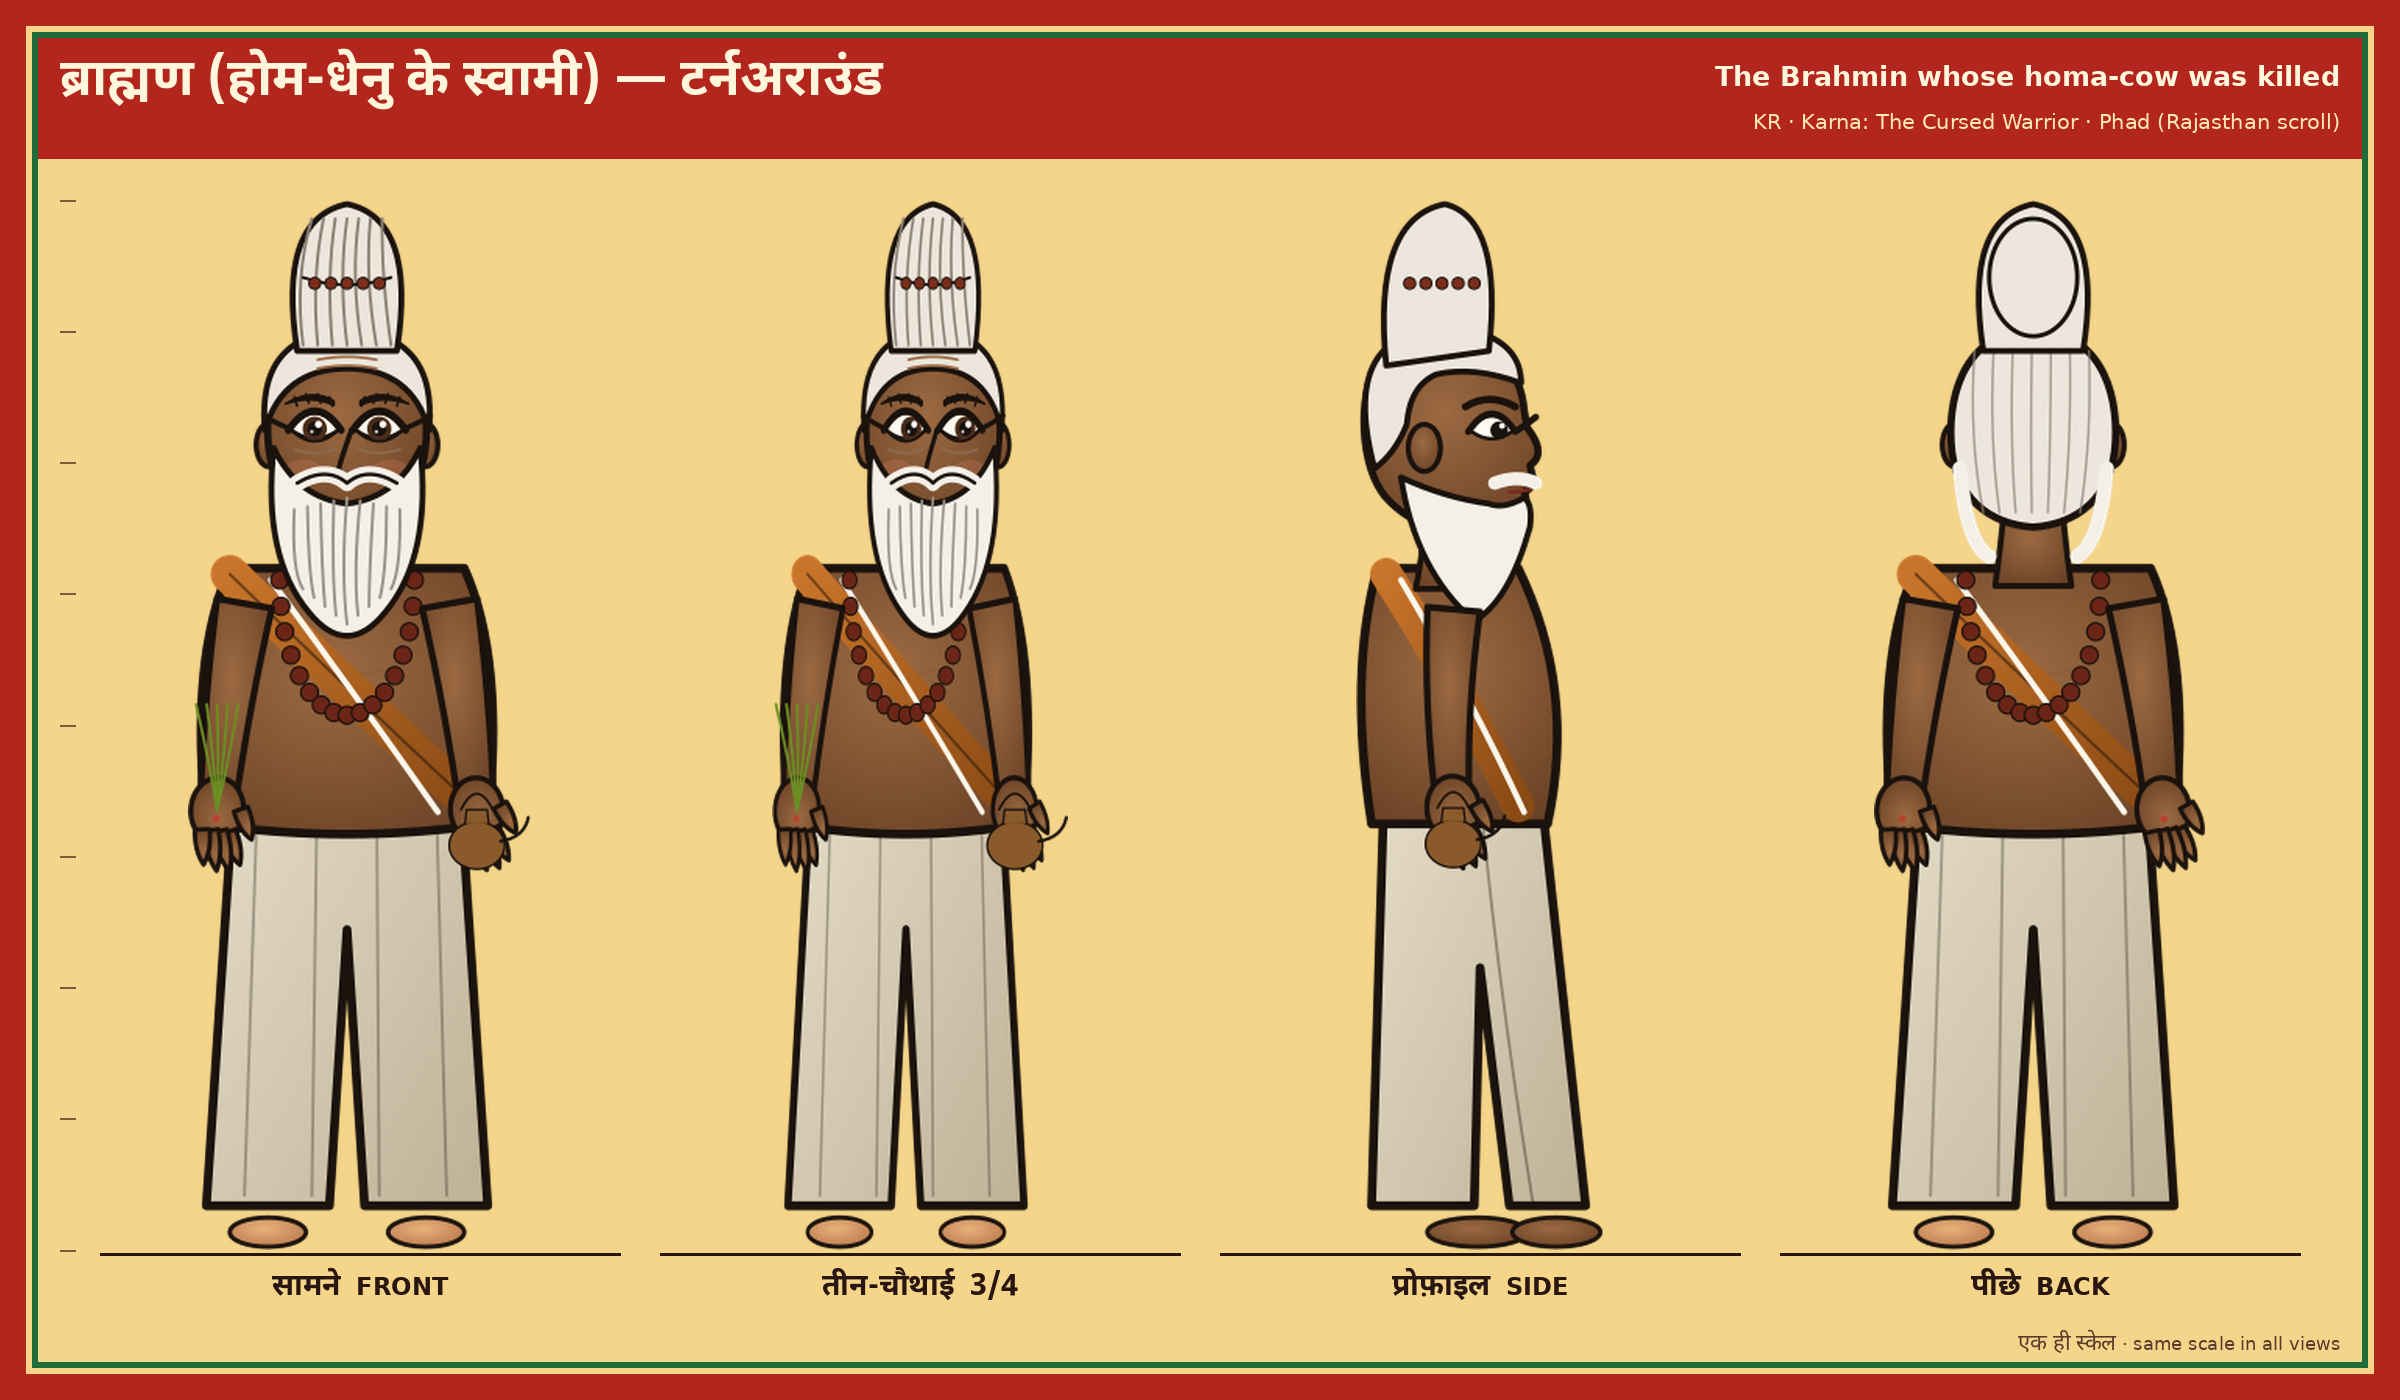 ब्राह्मण (होम-धेनु के स्वामी) — टर्नअराउंड
The Brahmin whose homa-cow was killed
KR · Karna: The Cursed Warrior · Phad (Rajasthan scroll)
सामने FRONT
तीन-चौथाई 3/4
प्रोफ़ाइल SIDE
पीछे BACK
एक ही स्केल · same scale in all views